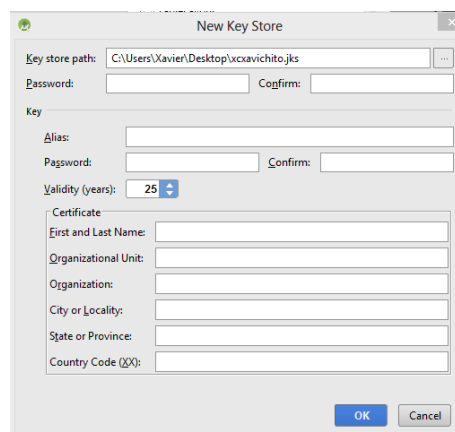 New Key Store
Key store path: C:\Users\Xavier\Desktop\xcxavichito.jks ...
Password: Confirm:
Key
Alias:
Password: Confirm:
Validity (years): 25
Certificate
First and Last Name:
Organizational Unit:
Organization:
City or Locality:
State or Province:
Country Code (XX):
OK Cancel